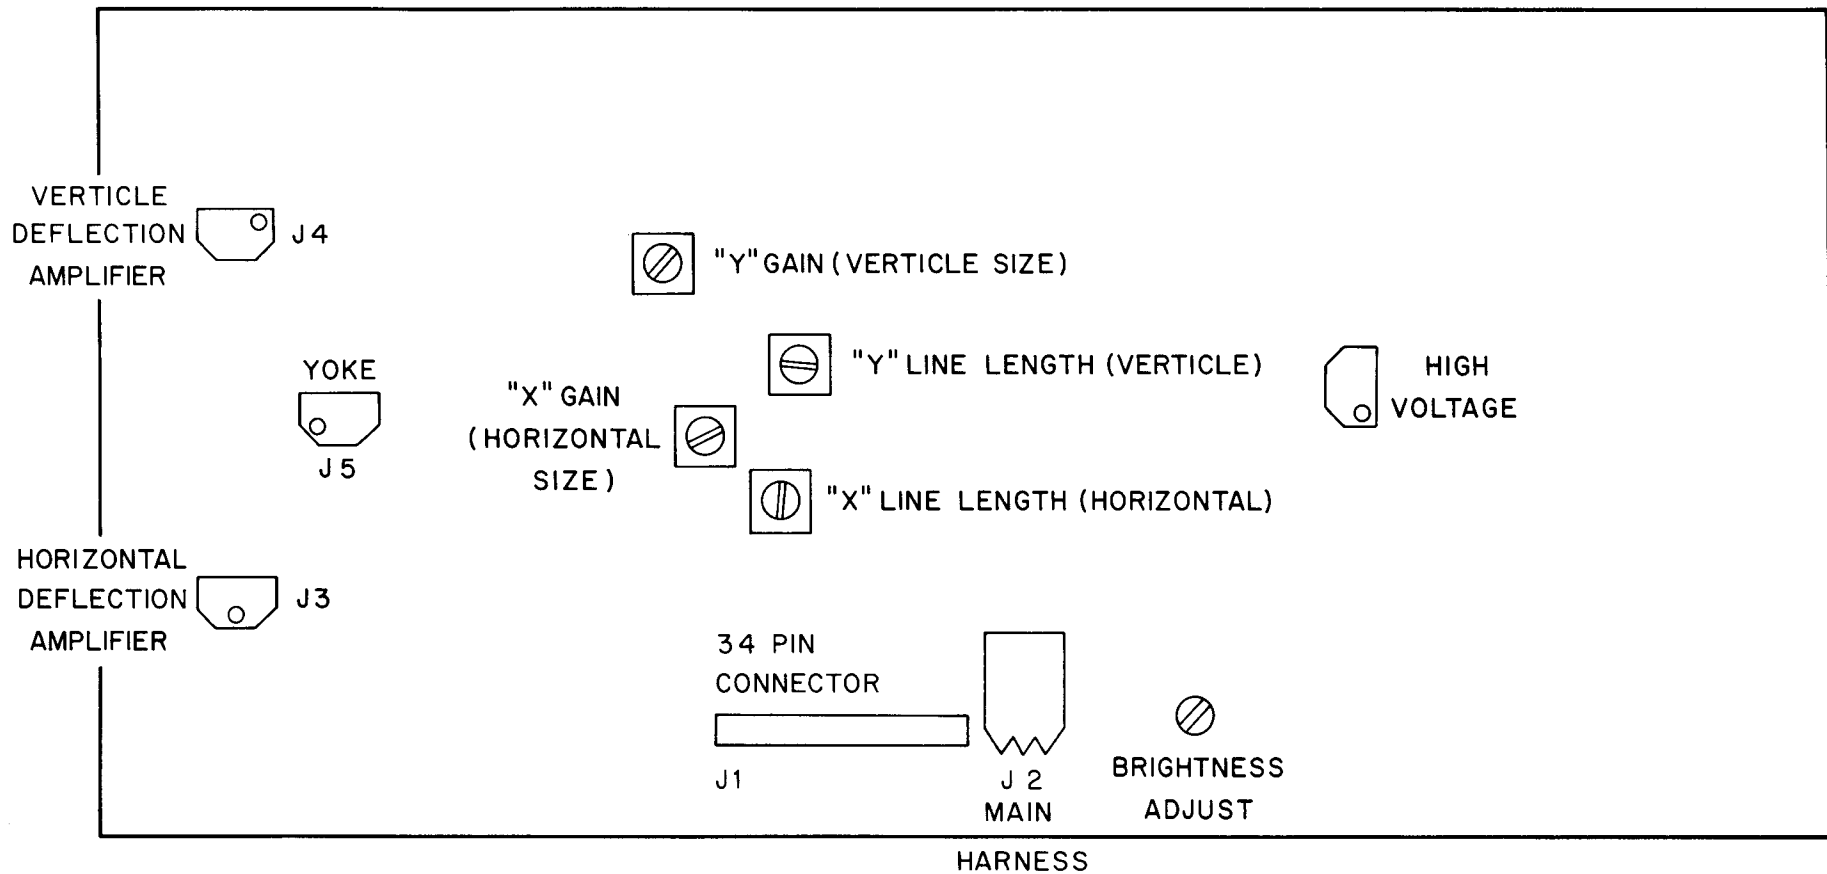 VERTICLE
DEFLECTION
AMPLIFIER
J4
"Y" GAIN (VERTICLE SIZE)
"Y" LINE LENGTH (VERTICLE)
HIGH
VOLTAGE
YOKE
J5
"X" GAIN
(HORIZONTAL
SIZE)
"X" LINE LENGTH (HORIZONTAL)
HORIZONTAL
DEFLECTION
AMPLIFIER
J3
34 PIN
CONNECTOR
J1
J2
MAIN
BRIGHTNESS
ADJUST
HARNESS